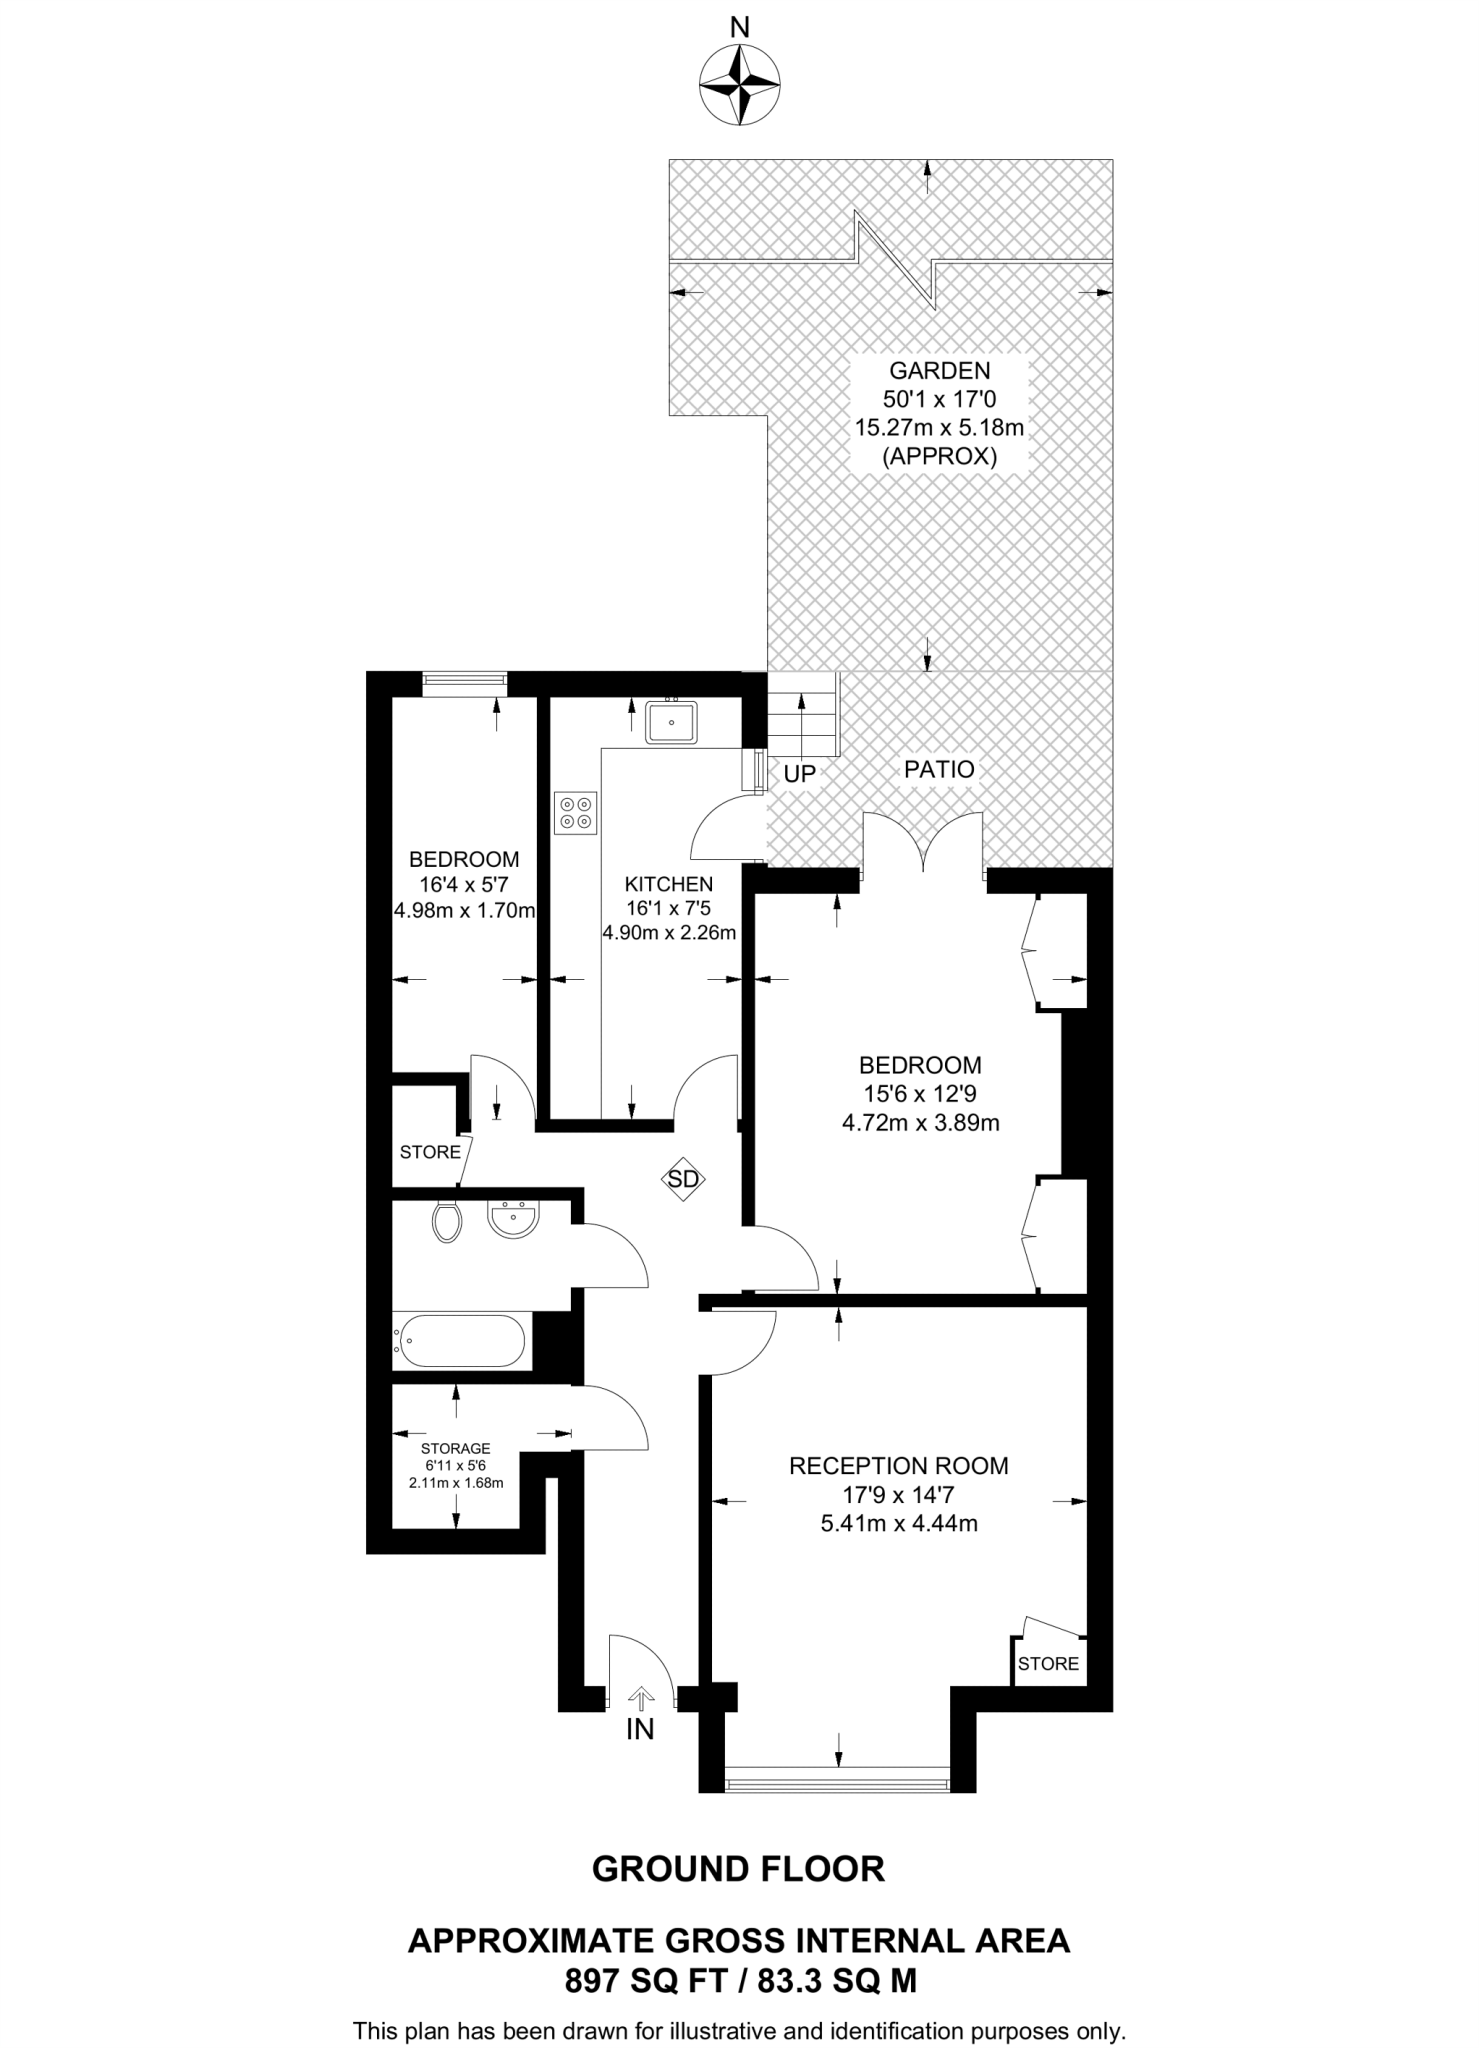 N
GARDEN
50'1 x 17'0
15.27m x 5.18m
(APPROX)
UP
PATIO
BEDROOM
16'4 x 5'7
4.98m x 1.70m
KITCHEN
16'1 x 7'5
4.90m x 2.26m
BEDROOM
15'6 x 12'9
4.72m x 3.89m
STORE
SD
STORAGE
6'11 x 5'6
2.11m x 1.68m
RECEPTION ROOM
17'9 x 14'7
5.41m x 4.44m
STORE
IN
GROUND FLOOR
APPROXIMATE GROSS INTERNAL AREA
897 SQ FT / 83.3 SQ M
This plan has been drawn for illustrative and identification purposes only.